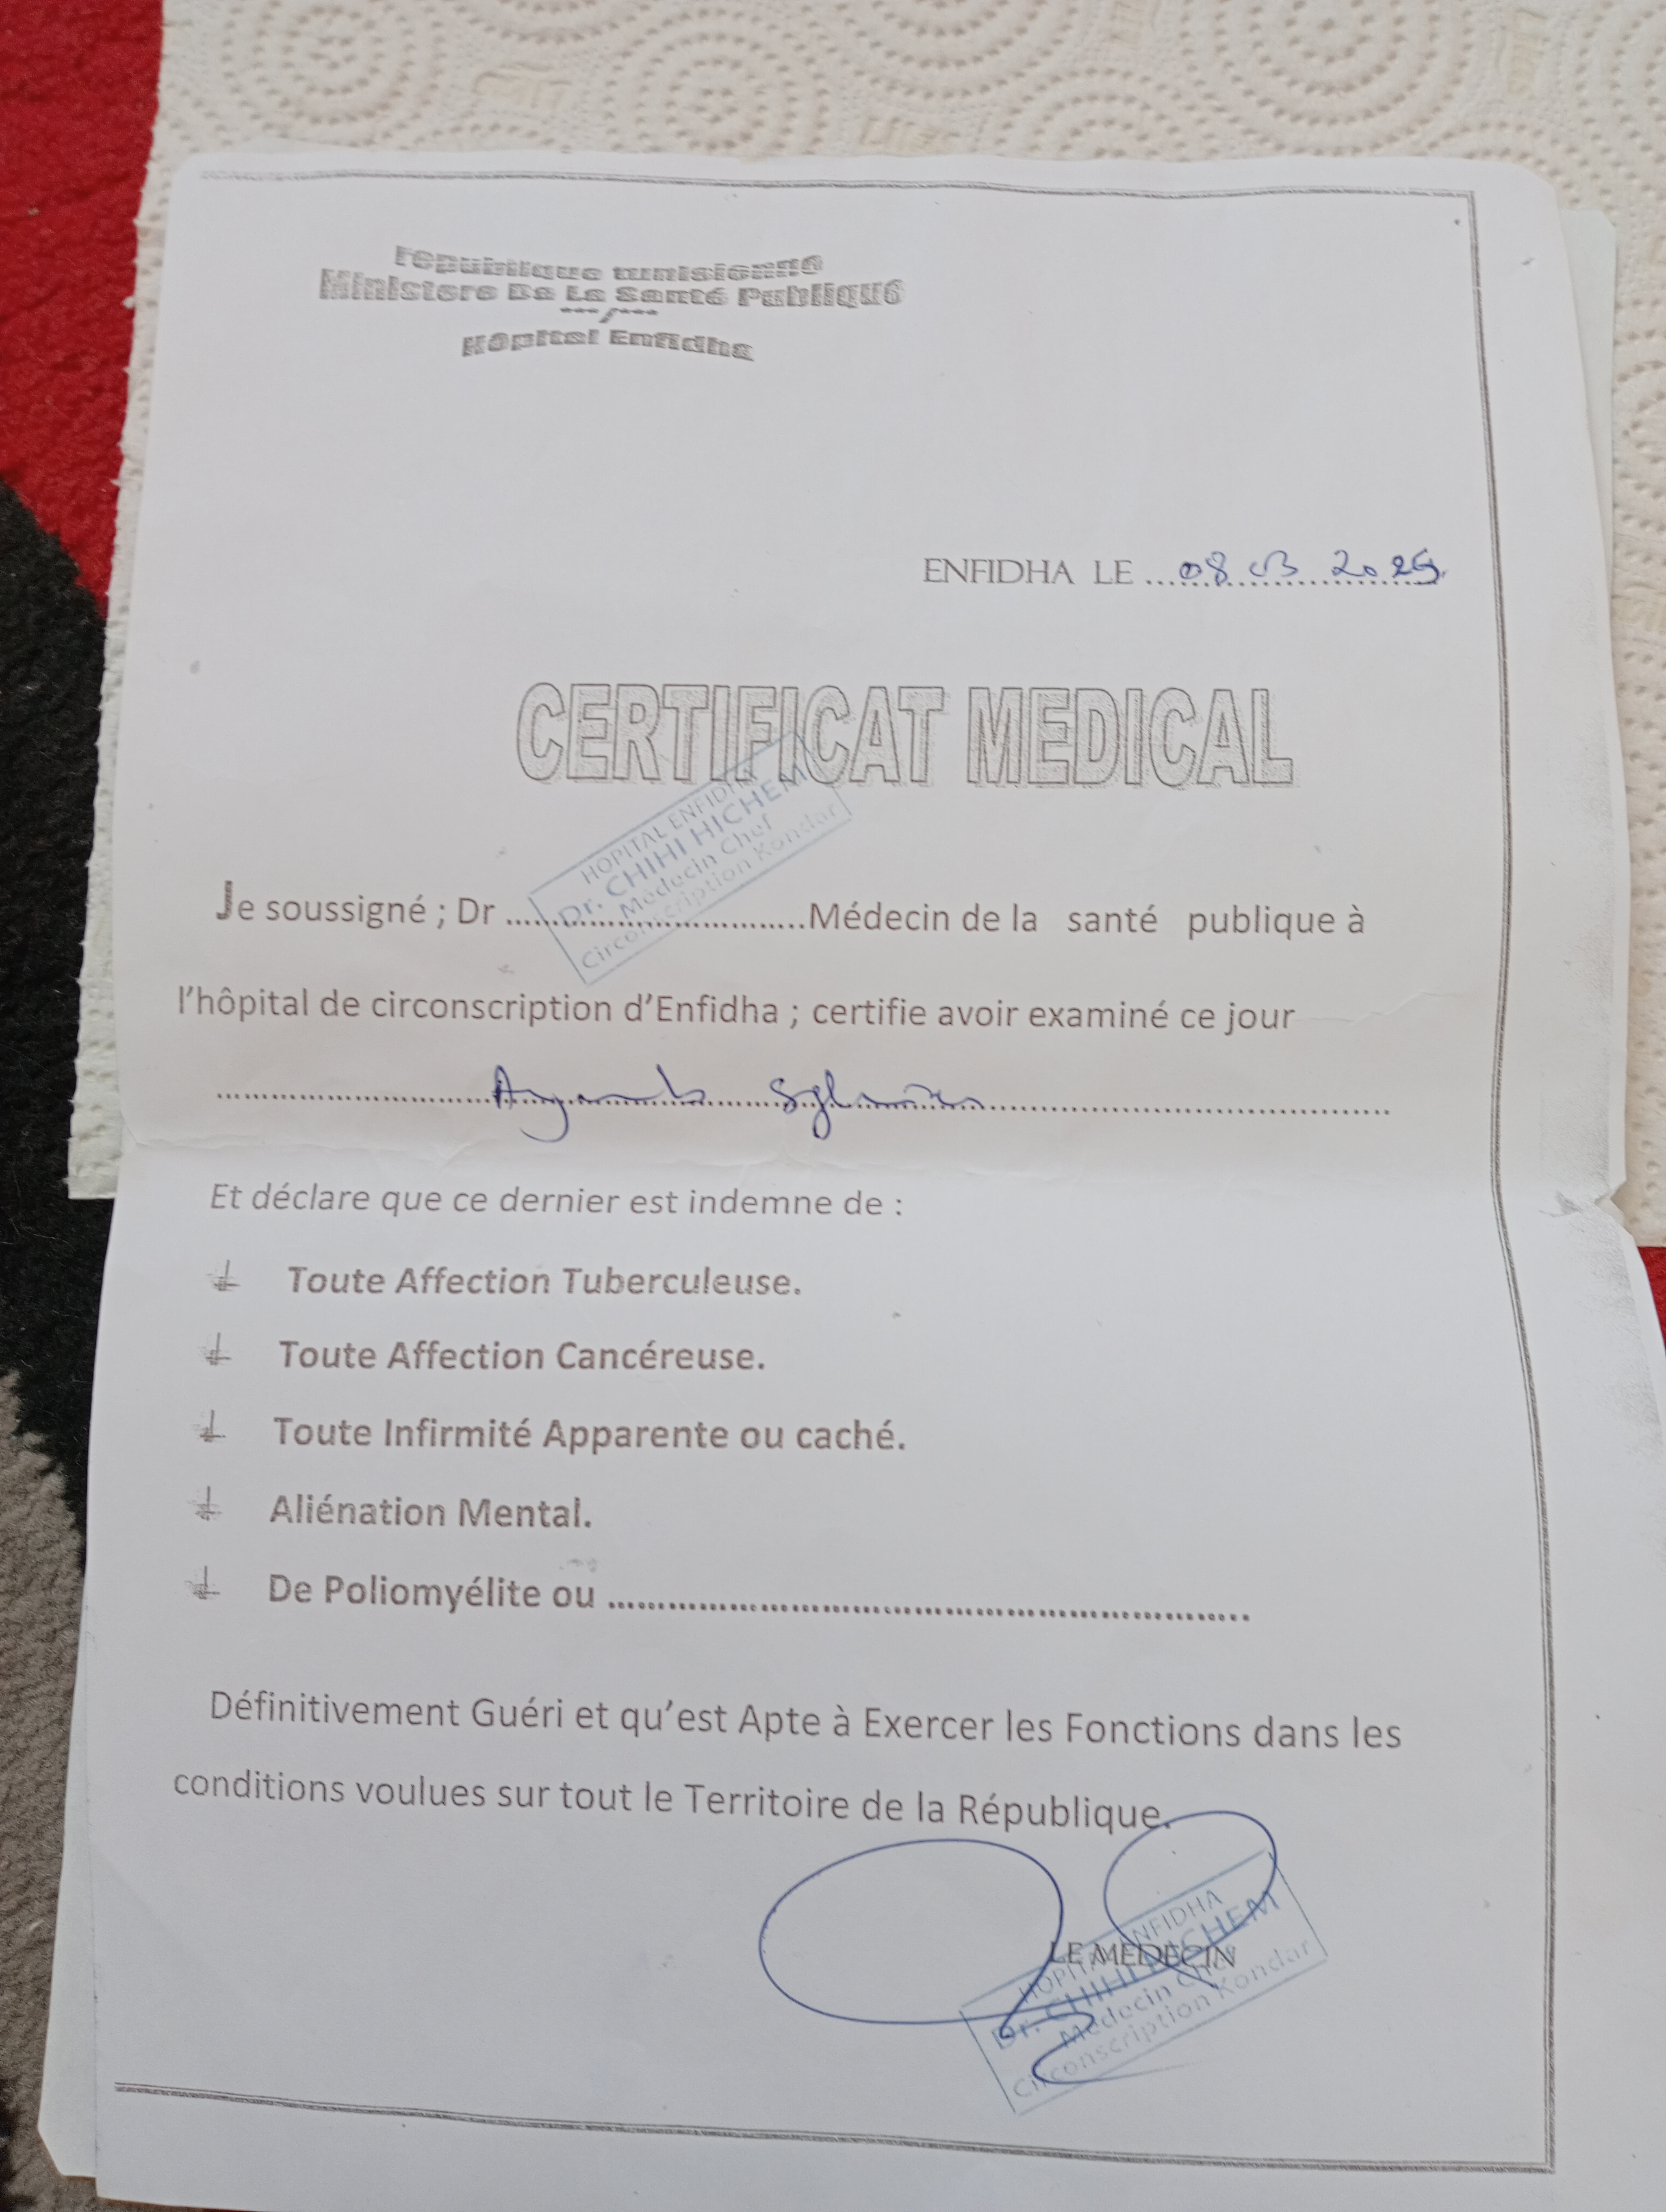 republique tunisienne
Ministere De La Santé Publique
---/---
Hôpital Enfidha
ENFIDHA LE ... 08 03 2025
CERTIFICAT MEDICAL
HOPITAL ENFIDHA
Dr. CHIHI HICHEM
Médecin Chef
Circonscription Kondar
Je soussigné ; Dr ..............................Médecin de la santé publique à
l'hôpital de circonscription d'Enfidha ; certifie avoir examiné ce jour
Et déclare que ce dernier est indemne de :
Toute Affection Tuberculeuse.
Toute Affection Cancéreuse.
Toute Infirmité Apparente ou caché.
Aliénation Mental.
De Poliomyélite ou ................................................................
Définitivement Guéri et qu'est Apte à Exercer les Fonctions dans les
conditions voulues sur tout le Territoire de la République.
LE MEDECIN
HOPITAL ENFIDHA
Dr. CHIHI HICHEM
Médecin Chef
Circonscription Kondar